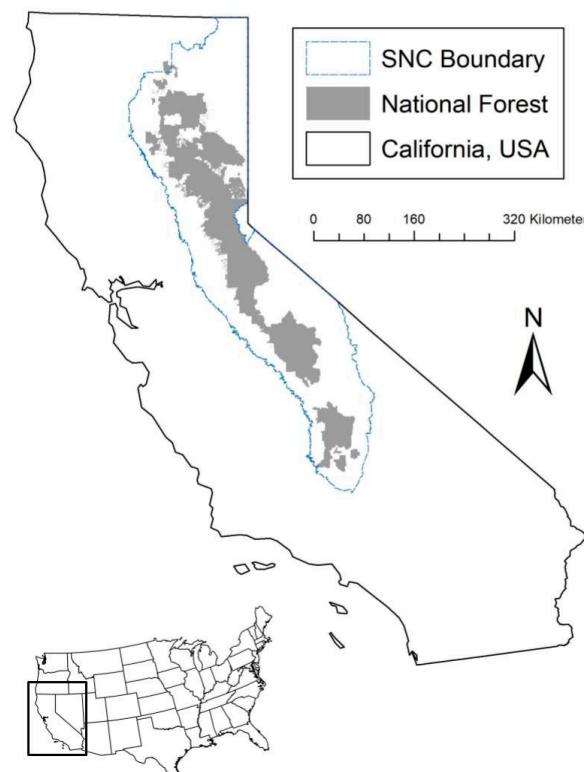 SNC Boundary
National Forest
California, USA
0 80 160 320 Kilometer
N